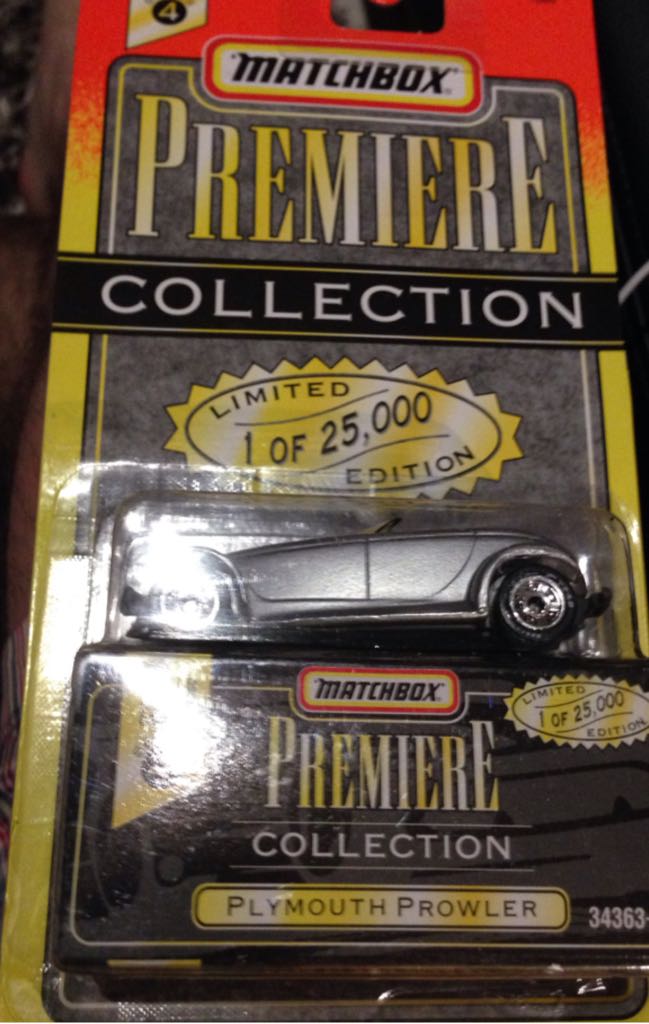 4
MATCHBOX
PREMIERE
COLLECTION
LIMITED
1 OF 25,000
EDITION
MATCHBOX
LIMITED
1 OF 25,000
EDITION
PREMIERE
COLLECTION
PLYMOUTH PROWLER
34363-